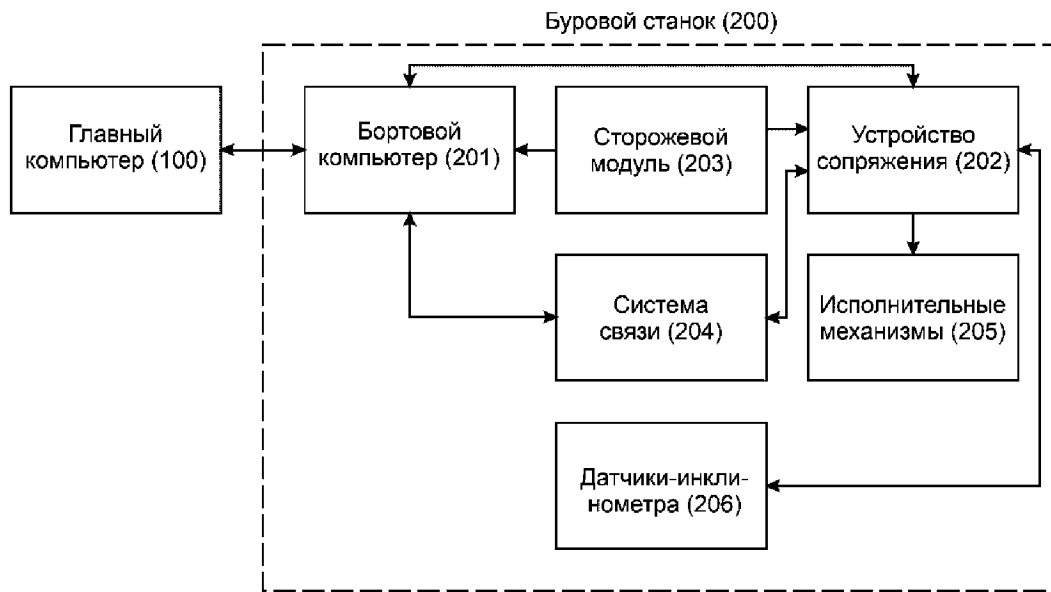 Буровой станок (200)
Главный
компьютер (100)
Бортовой
компьютер (201)
Сторожевой
модуль (203)
Устройство
сопряжения (202)
Система
связи (204)
Исполнительные
механизмы (205)
Датчики-инкли-
нометра (206)